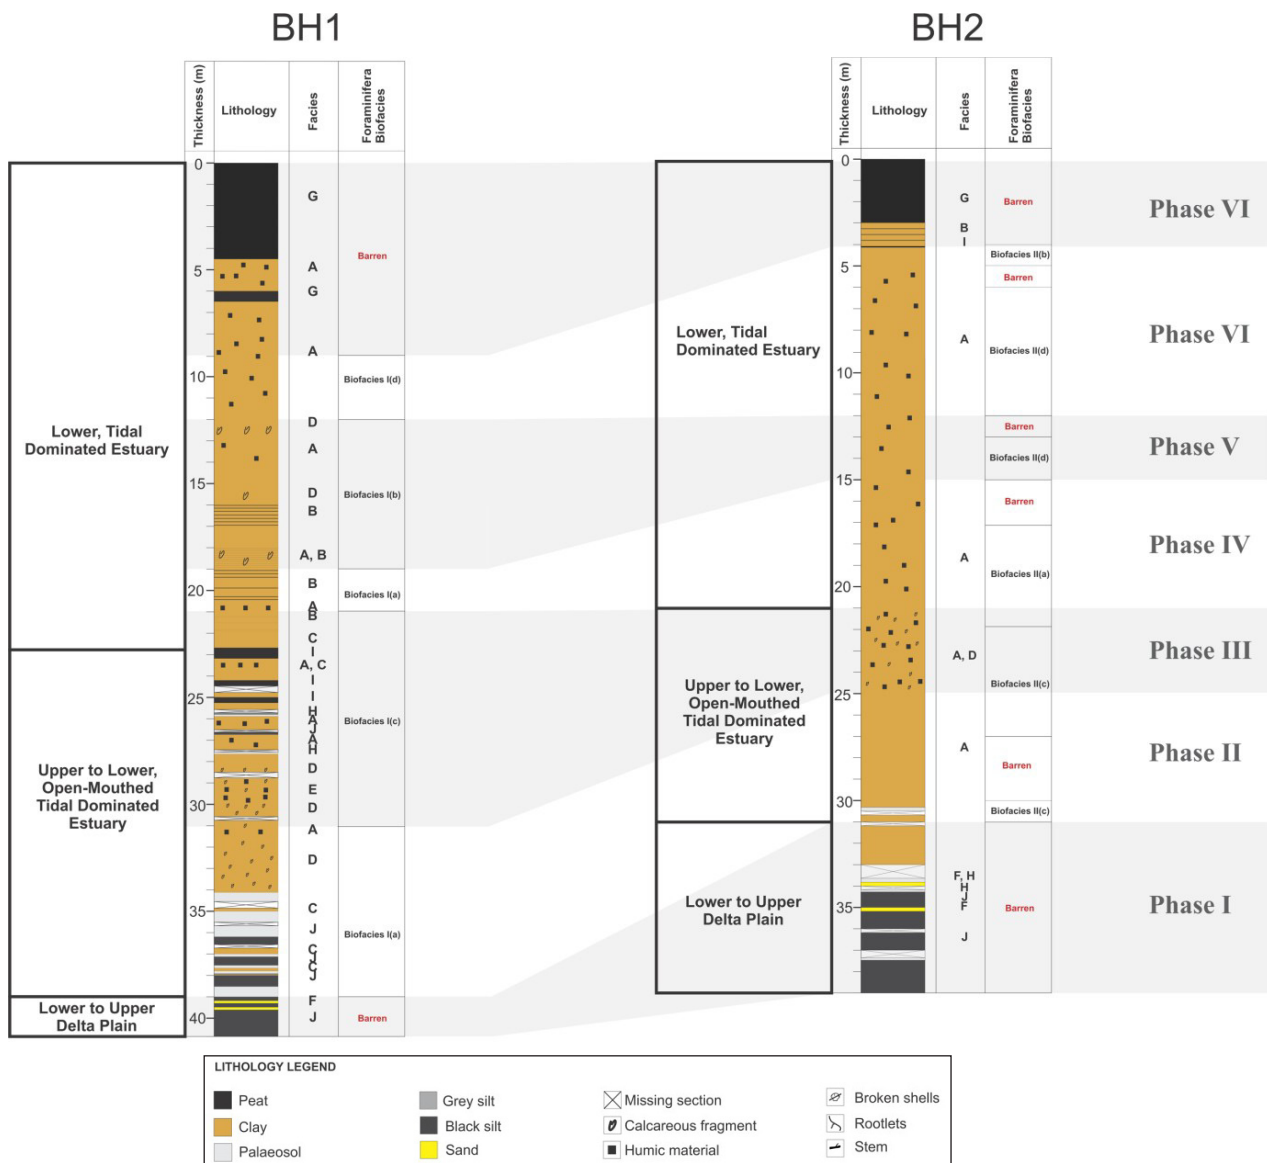 BH1
BH2
Thickness (m)
Lithology
Facies
Foraminifera
Biofacies
0
5
10
15
20
25
30
35
40
Lower, Tidal
Dominated Estuary
Upper to Lower,
Open-Mouthed
Tidal Dominated
Estuary
Lower to Upper
Delta Plain
G
A
G
A
D
A
D
B
A, B
B
A
B
C
I
A, C
I
I
H
A
J
A
H
D
E
D
A
D
C
J
C
J
C
J
F
J
Barren
Biofacies I(d)
Biofacies I(b)
Biofacies I(a)
Biofacies I(c)
Biofacies I(a)
Barren
Thickness (m)
Lithology
Facies
Foraminifera
Biofacies
0
5
10
15
20
25
30
35
Lower, Tidal
Dominated Estuary
Upper to Lower,
Open-Mouthed
Tidal Dominated
Estuary
Lower to Upper
Delta Plain
G
B
I
A
A
A, D
A
F, H
H
J
F
J
Barren
Biofacies II(b)
Barren
Biofacies II(d)
Barren
Biofacies II(d)
Barren
Biofacies II(a)
Biofacies II(c)
Barren
Biofacies II(c)
Barren
Phase VI
Phase VI
Phase V
Phase IV
Phase III
Phase II
Phase I
LITHOLOGY LEGEND
Peat
Clay
Palaeosol
Grey silt
Black silt
Sand
Missing section
Calcareous fragment
Humic material
Broken shells
Rootlets
Stem